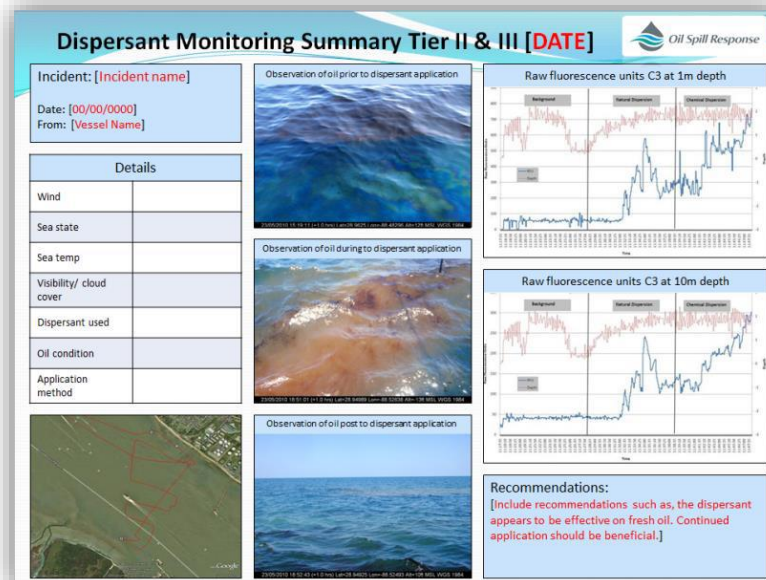 Dispersant Monitoring Summary Tier II & III [DATE]
Oil Spill Response
Incident: [Incident name]
Date: [00/00/0000]
From: [Vessel Name]
Details
Wind
Sea state
Sea temp
Visibility/ cloud
cover
Dispersant used
Oil condition
Application
method
Google
Observation of oil prior to dispersant application
Observation of oil during to dispersant application
Observation of oil post to dispersant application
Raw fluorescence units C3 at 1m depth
Background
Natural Dispersion
Chemical Dispersion
Raw fluorescence units C3 at 10m depth
Background
Natural Dispersion
Chemical Dispersion
Recommendations:
[Include recommendations such as, the dispersant
appears to be effective on fresh oil. Continued
application should be beneficial.]